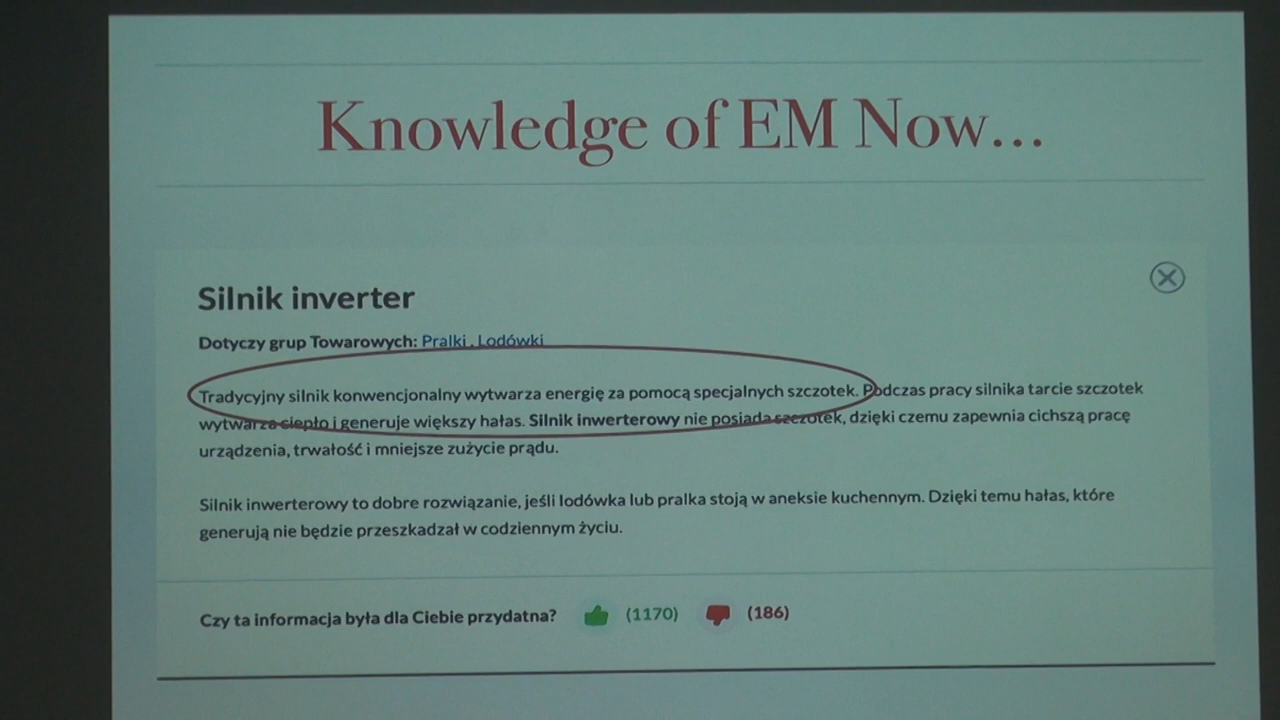 Knowledge of EM Now...
Silnik inverter
Dotyczy grup Towarowych: Pralki , Lodówki
Tradycyjny silnik konwencjonalny wytwarza energię za pomocą specjalnych szczotek. Podczas pracy silnika tarcie szczotek
wytwarza ciepło i generuje większy hałas. Silnik inwerterowy nie posiada szczotek, dzięki czemu zapewnia cichszą pracę
urządzenia, trwałość i mniejsze zużycie prądu.
Silnik inwerterowy to dobre rozwiązanie, jeśli lodówka lub pralka stoją w aneksie kuchennym. Dzięki temu hałas, które
generują nie będzie przeszkadzał w codziennym życiu.
Czy ta informacja była dla Ciebie przydatna? (1170) (186)